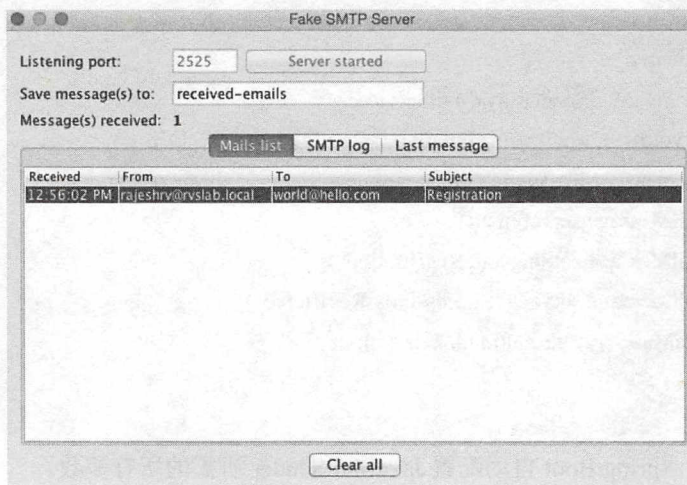 Fake SMTP Server
Listening port: 2525 Server started
Save message(s) to: received-emails
Message(s) received: 1
Mails list SMTP log Last message
Received From To Subject
12:56:02 PM rajeshrv@rvslab.local world@hello.com Registration
Clear all